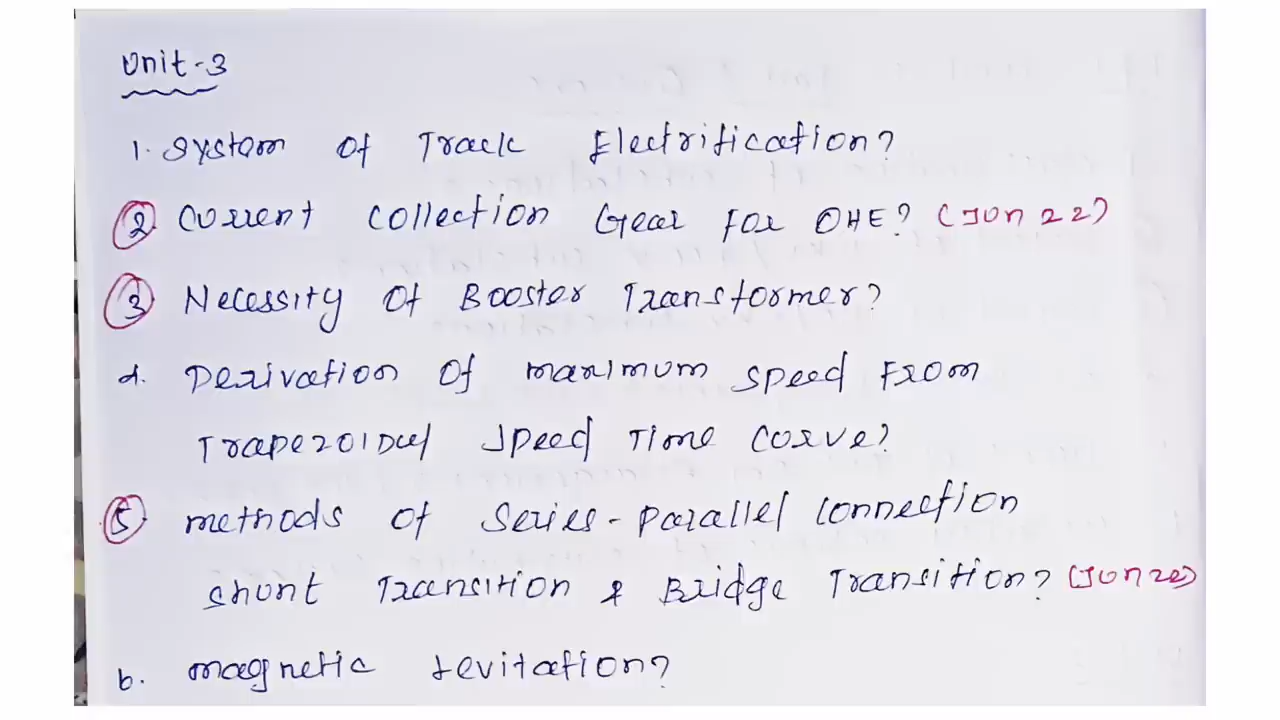 Unit-3
1. System Of Track Electrification?
2 Current Collection Gear For OHE? (Jun 22)
3 Necessity Of Booster Transformer?
4. Derivation Of maximum Speed From
Trapezoidal Speed Time Curve?
5 methods Of Series-parallel Connection
Shunt Transition & Bridge Transition? (Jun 22)
6. magnetic Levitation?